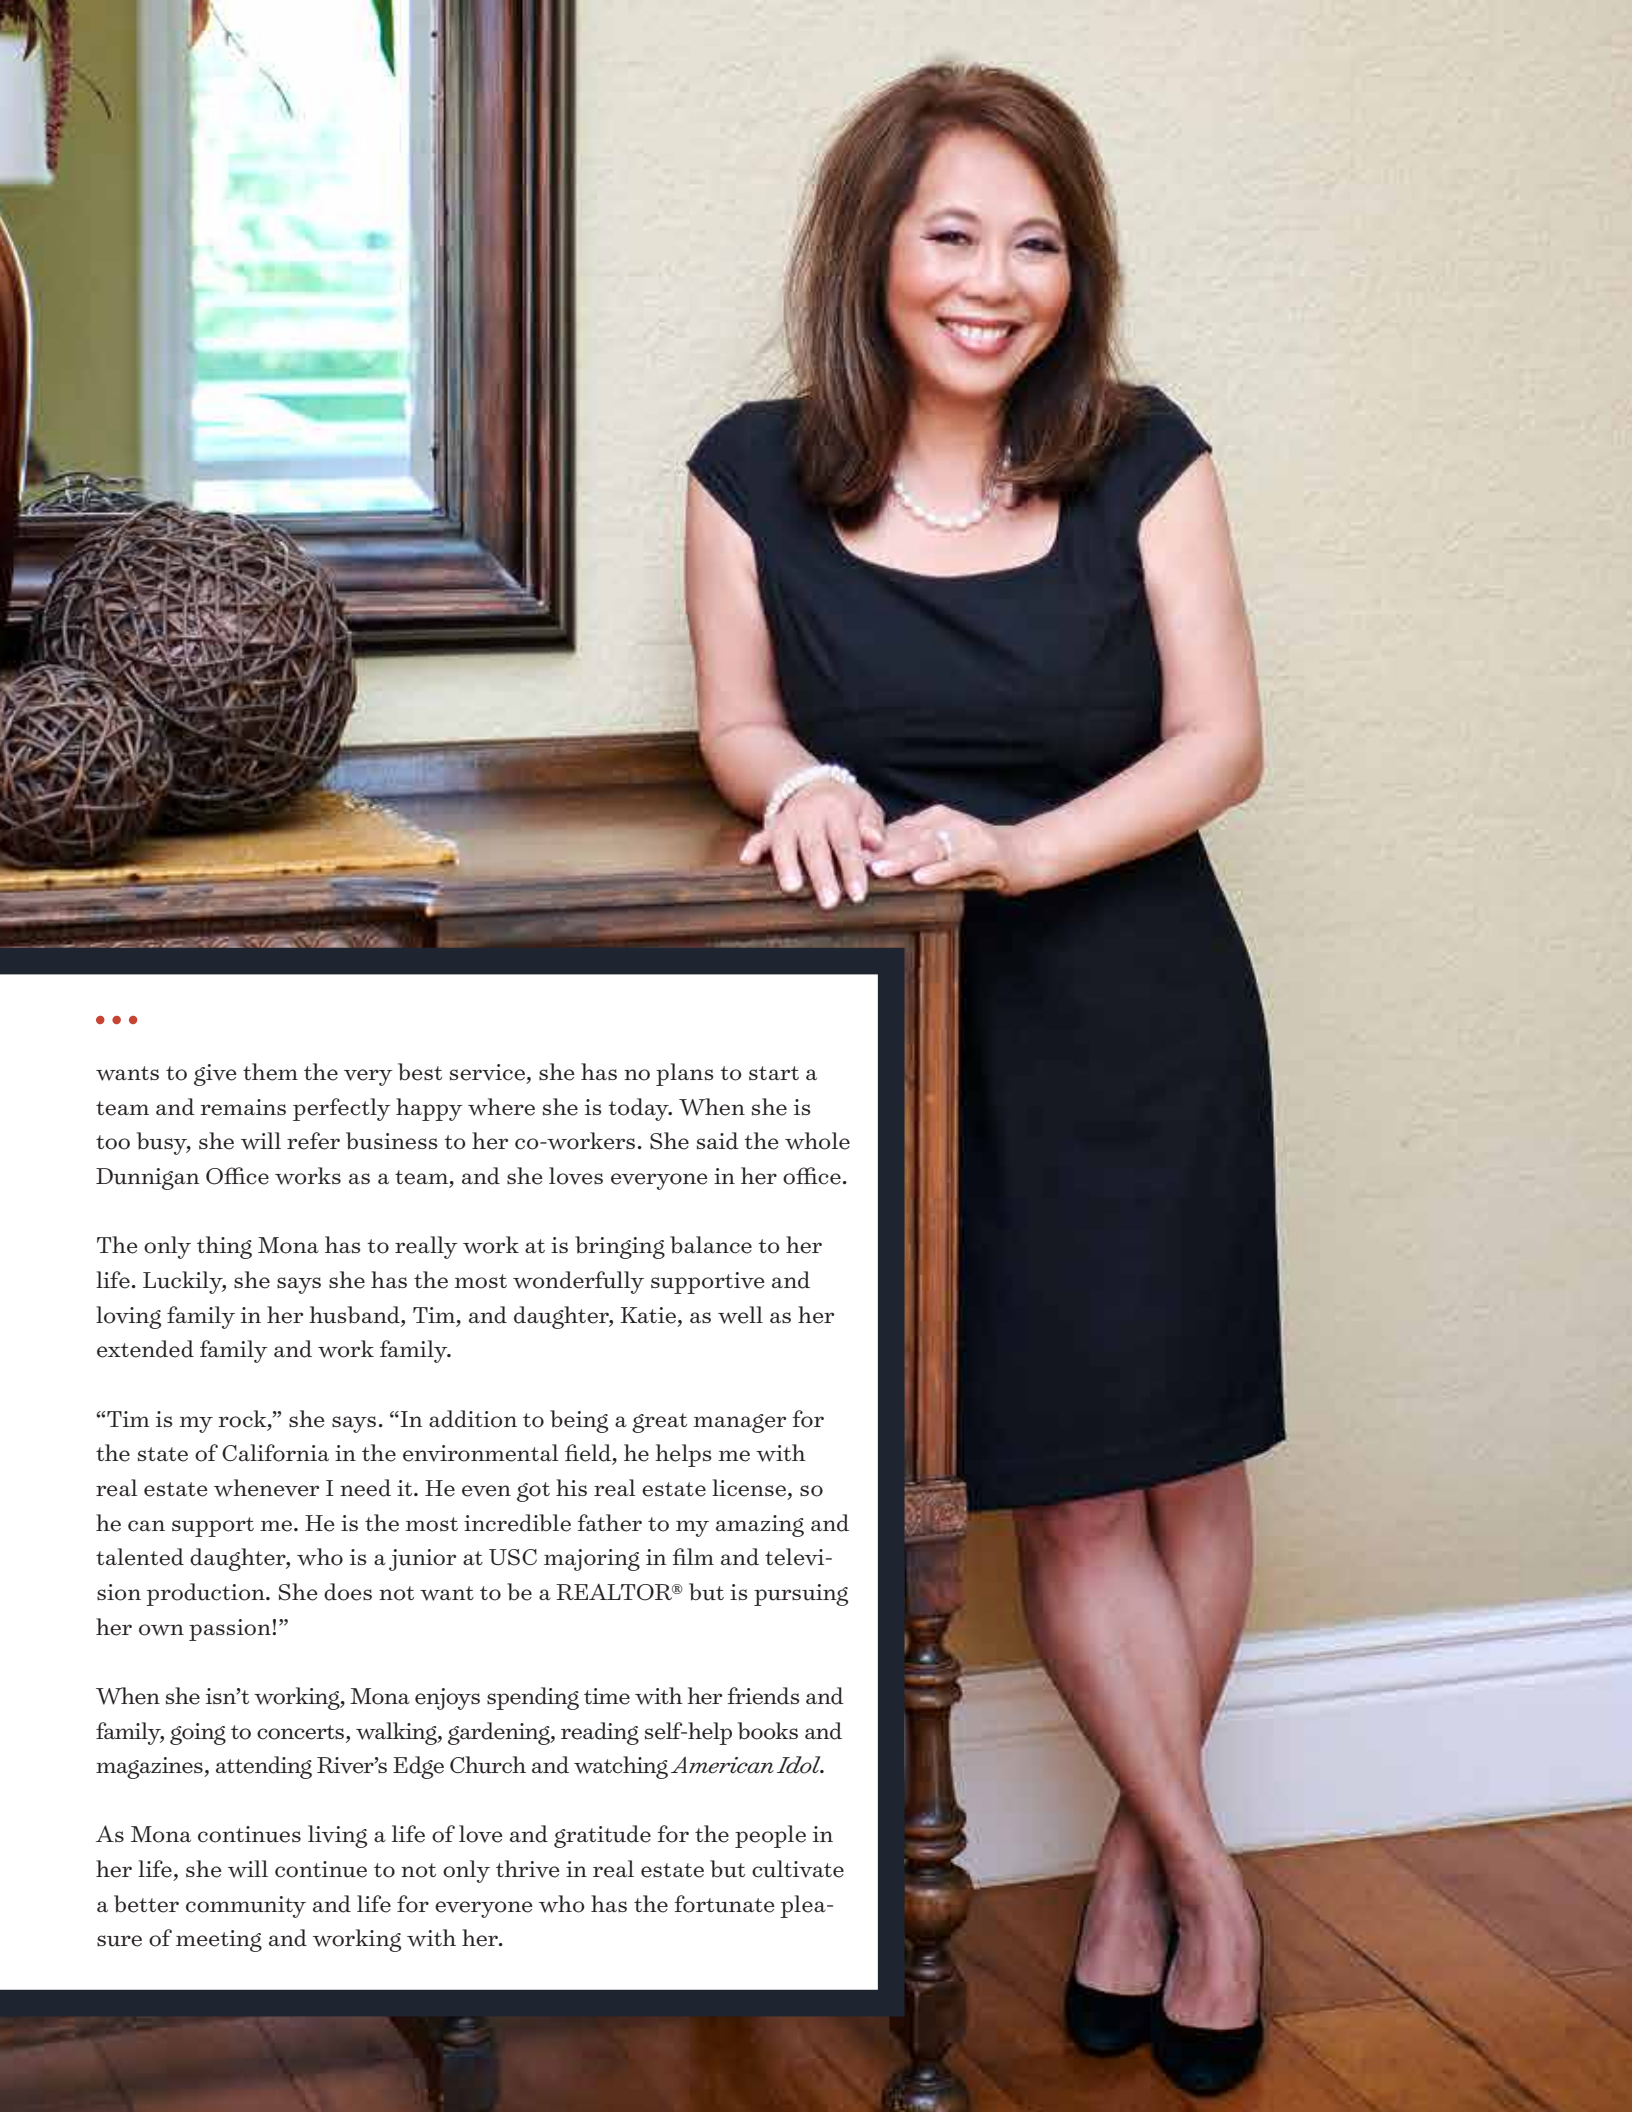 wants to give them the very best service, she has no plans to start a
team and remains perfectly happy where she is today. When she is
too busy, she will refer business to her co-workers. She said the whole
Dunnigan Office works as a team, and she loves everyone in her office.
The only thing Mona has to really work at is bringing balance to her
life. Luckily, she says she has the most wonderfully supportive and
loving family in her husband, Tim, and daughter, Katie, as well as her
extended family and work family.
“Tim is my rock,” she says. “In addition to being a great manager for
the state of California in the environmental field, he helps me with
real estate whenever I need it. He even got his real estate license, so
he can support me. He is the most incredible father to my amazing and
talented daughter, who is a junior at USC majoring in film and televi-
sion production. She does not want to be a REALTOR® but is pursuing
her own passion!”
When she isn’t working, Mona enjoys spending time with her friends and
family, going to concerts, walking, gardening, reading self-help books and
magazines, attending River’s Edge Church and watching American Idol.
As Mona continues living a life of love and gratitude for the people in
her life, she will continue to not only thrive in real estate but cultivate
a better community and life for everyone who has the fortunate plea-
sure of meeting and working with her.